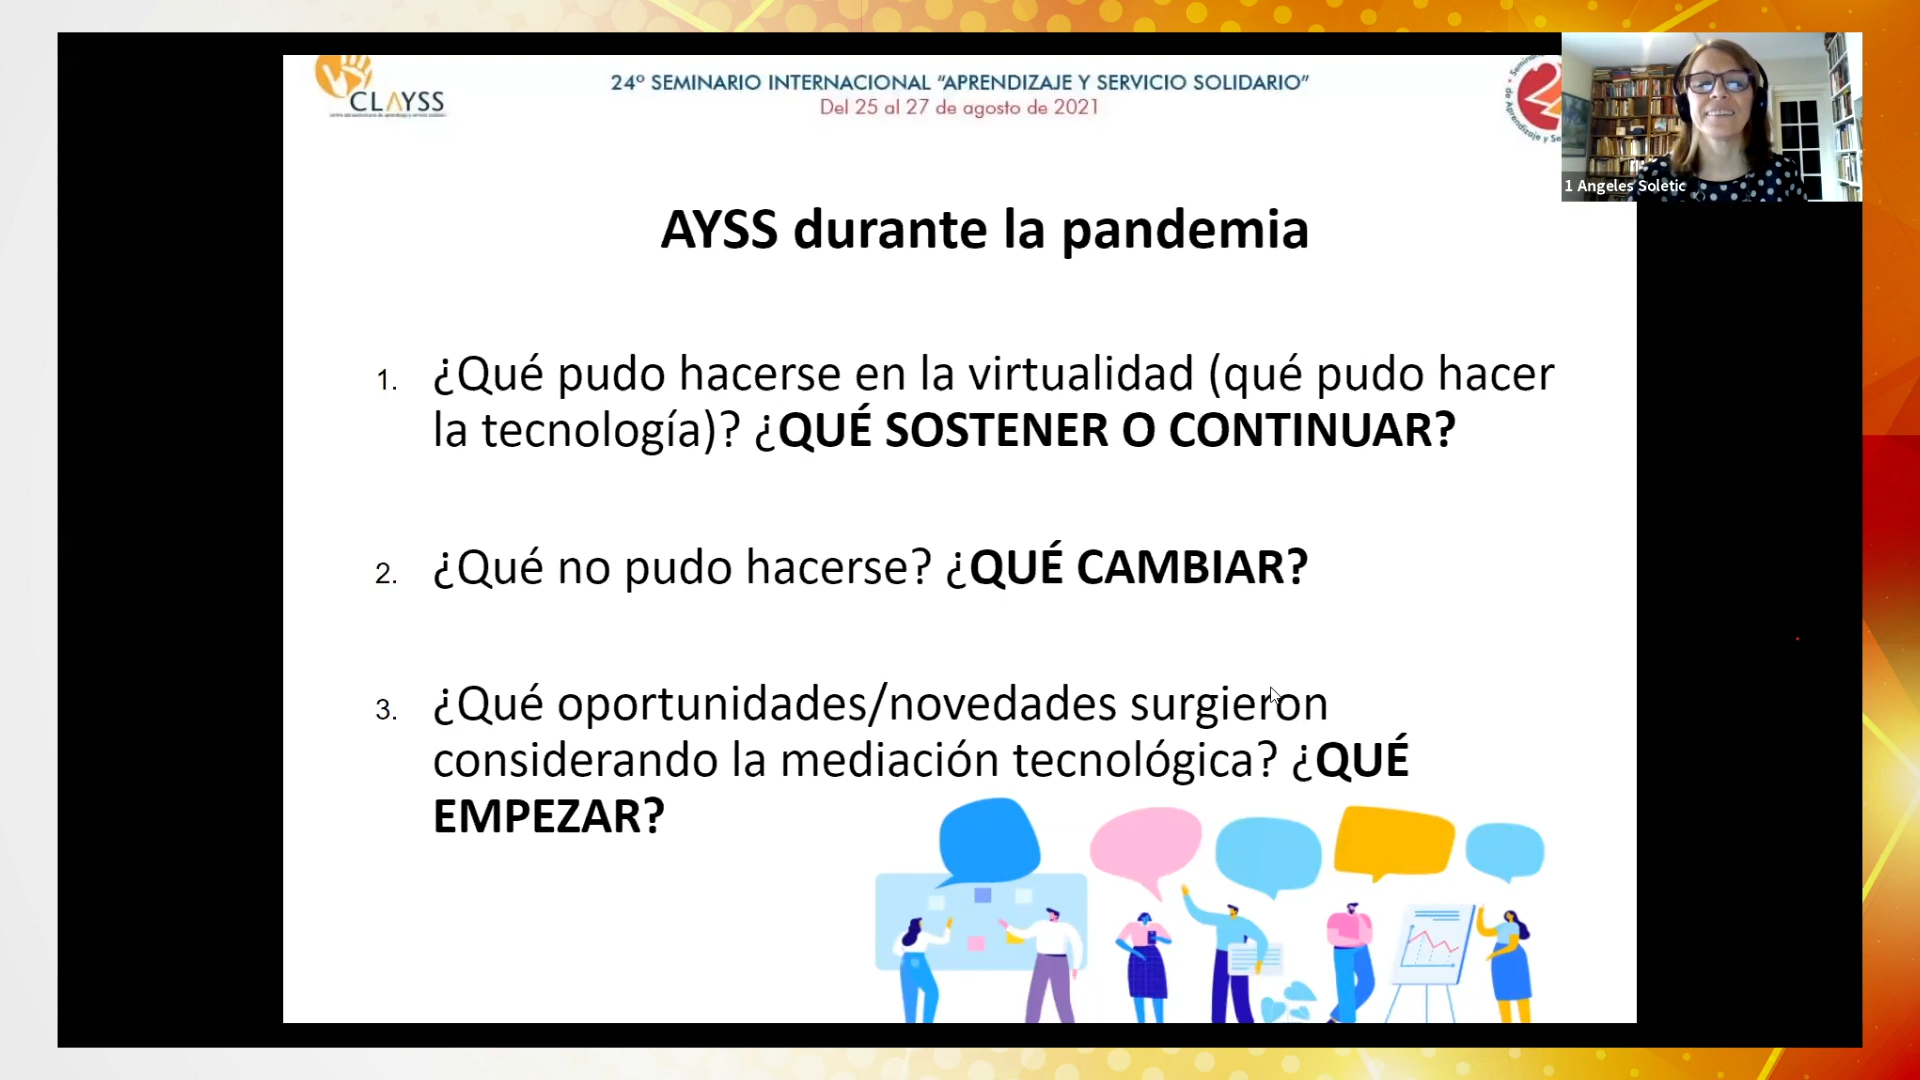 CLAYSS
24º SEMINARIO INTERNACIONAL “APRENDIZAJE Y SERVICIO SOLIDARIO”
Del 25 al 27 de agosto de 2021
1 Angeles Soletic
AYSS durante la pandemia
1. ¿Qué pudo hacerse en la virtualidad (qué pudo hacer
la tecnología)? ¿QUÉ SOSTENER O CONTINUAR?
2. ¿Qué no pudo hacerse? ¿QUÉ CAMBIAR?
3. ¿Qué oportunidades/novedades surgieron
considerando la mediación tecnológica? ¿QUÉ
EMPEZAR?